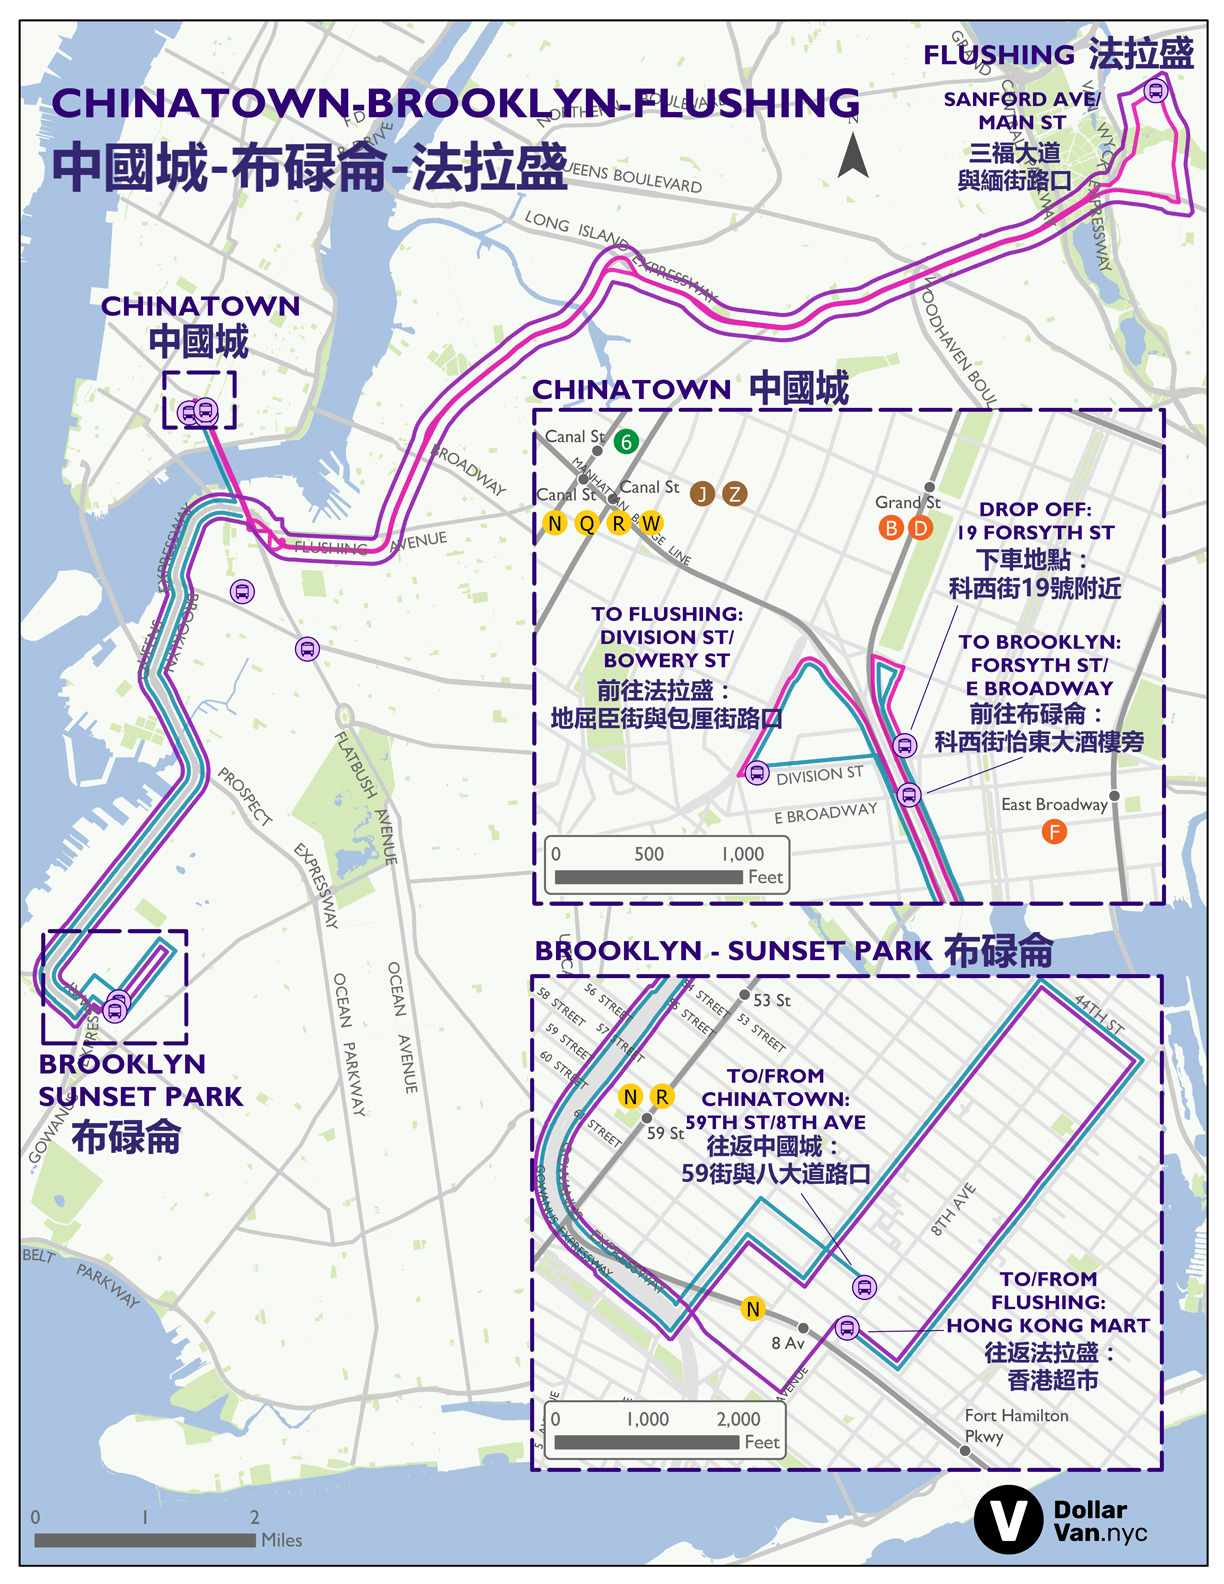 CHINATOWN-BROOKLYN-FLUSHING
中國城-布碌崙-法拉盛
FLUSHING 法拉盛
SANFORD AVE/
MAIN ST
三福大道
與緬街路口
NORTHERN BOULEVARD
QUEENS BOULEVARD
LONG ISLAND EXPRESSWAY
WOODHAVEN BOUL
BROADWAY
FLUSHING AVENUE
BROOKLYN QUEENS EXPRESSWAY
FLATBUSH AVENUE
PROSPECT EXPRESSWAY
OCEAN PARKWAY
OCEAN AVENUE
BELT PARKWAY
CHINATOWN
中國城
BROOKLYN
SUNSET PARK
布碌崙
CHINATOWN 中國城
Canal St 6
MANHATTAN BRIDGE LINE
Canal St
Canal St J Z
N Q R W
Grand St
B D
DROP OFF:
19 FORSYTH ST
下車地點：
科西街19號附近
TO FLUSHING:
DIVISION ST/
BOWERY ST
前往法拉盛：
地屈臣街與包厘街路口
TO BROOKLYN:
FORSYTH ST/
E BROADWAY
前往布碌崙：
科西街怡東大酒樓旁
DIVISION ST
E BROADWAY
East Broadway
F
0 500 1,000
Feet
BROOKLYN - SUNSET PARK 布碌崙
58 STREET
56 STREET
54 STREET
53 St
59 STREET
57 STREET
55 STREET
53 STREET
60 STREET
44TH ST
N R
59 St
TO/FROM
CHINATOWN:
59TH ST/8TH AVE
往返中國城：
59街與八大道路口
GOWANUS EXPRESSWAY
GOWANUS EXPRESSWAY
8TH AVE
N
8 Av
TO/FROM
FLUSHING:
HONG KONG MART
往返法拉盛：
香港超市
AVENUE
Fort Hamilton
Pkwy
0 1,000 2,000
Feet
0 1 2
Miles
V Dollar
Van.nyc